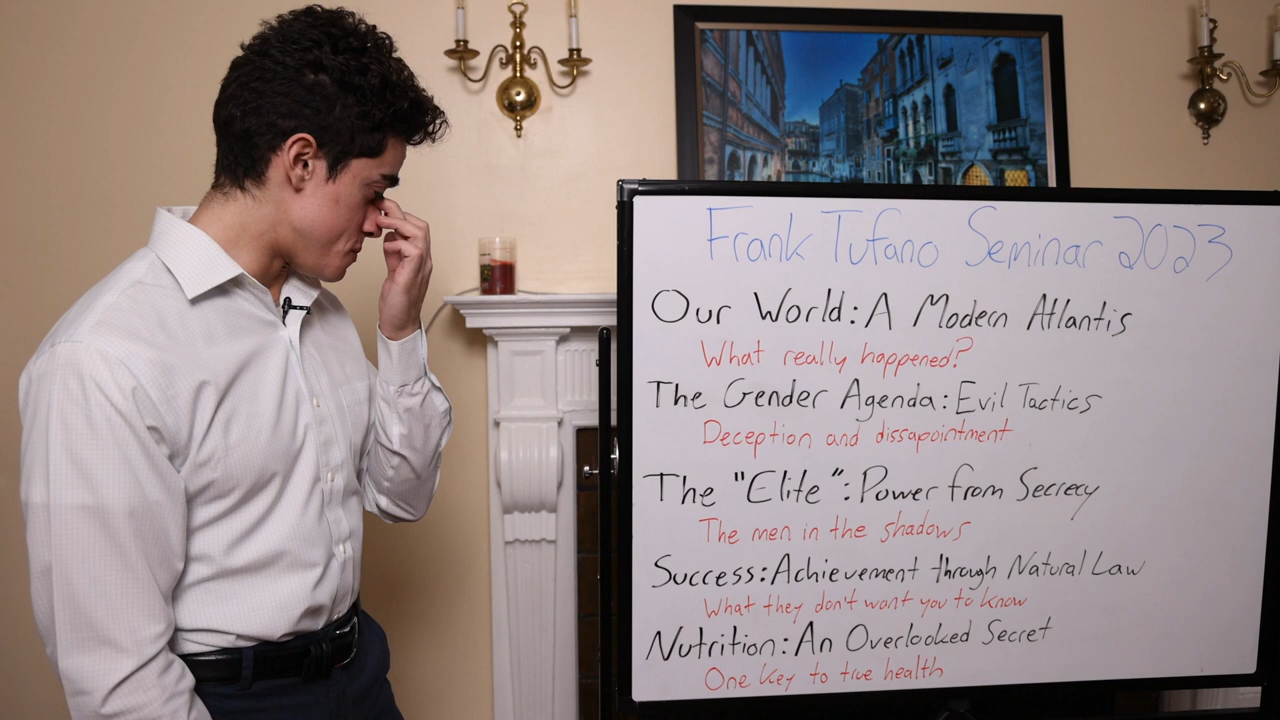 Frank Tufano Seminar 2023
Our World: A Modern Atlantis
What really happened?
The Gender Agenda: Evil Tactics
Deception and dissapointment
The "Elite": Power from Secrecy
The men in the shadows
Success: Achievement through Natural Law
What they don't want you to know
Nutrition: An Overlooked Secret
One Key to true health